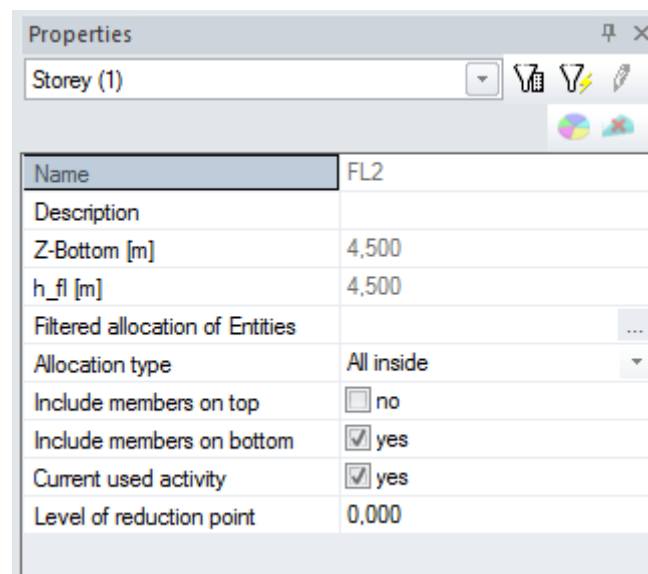 Properties
Storey (1)
Name FL2
Description
Z-Bottom [m] 4,500
h_fl [m] 4,500
Filtered allocation of Entities ...
Allocation type All inside
Include members on top no
Include members on bottom yes
Current used activity yes
Level of reduction point 0,000